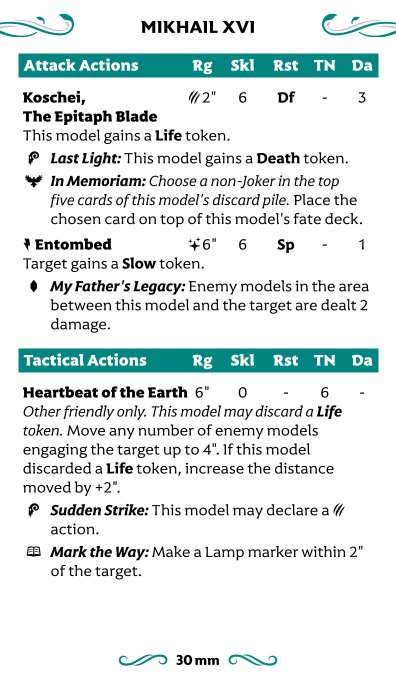 MIKHAIL XVI
Attack Actions Rg Skl Rst TN Da
Koschei, 2" 6 Df - 3
The Epitaph Blade
This model gains a Life token.
Last Light: This model gains a Death token.
In Memoriam: Choose a non-Joker in the top
five cards of this model's discard pile. Place the
chosen card on top of this model's fate deck.
Entombed 6" 6 Sp - 1
Target gains a Slow token.
My Father's Legacy: Enemy models in the area
between this model and the target are dealt 2
damage.
Tactical Actions Rg Skl Rst TN Da
Heartbeat of the Earth 6" 0 - 6 -
Other friendly only. This model may discard a Life
token. Move any number of enemy models
engaging the target up to 4". If this model
discarded a Life token, increase the distance
moved by +2".
Sudden Strike: This model may declare a
action.
Mark the Way: Make a Lamp marker within 2"
of the target.
30 mm